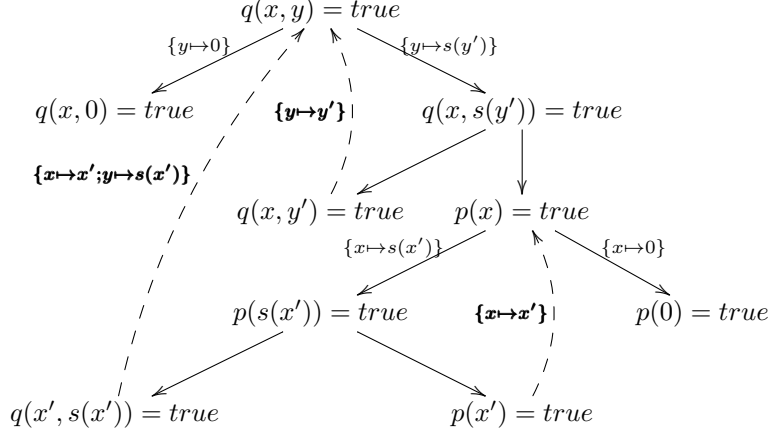 q(x, y) = true
{y↦0} {y↦s(y′)}
q(x, 0) = true {y↦y′} q(x, s(y′)) = true
{x↦x′;y↦s(x′)}
q(x, y′) = true p(x) = true
{x↦s(x′)} {x↦0}
p(s(x′)) = true {x↦x′} p(0) = true
q(x′, s(x′)) = true p(x′) = true